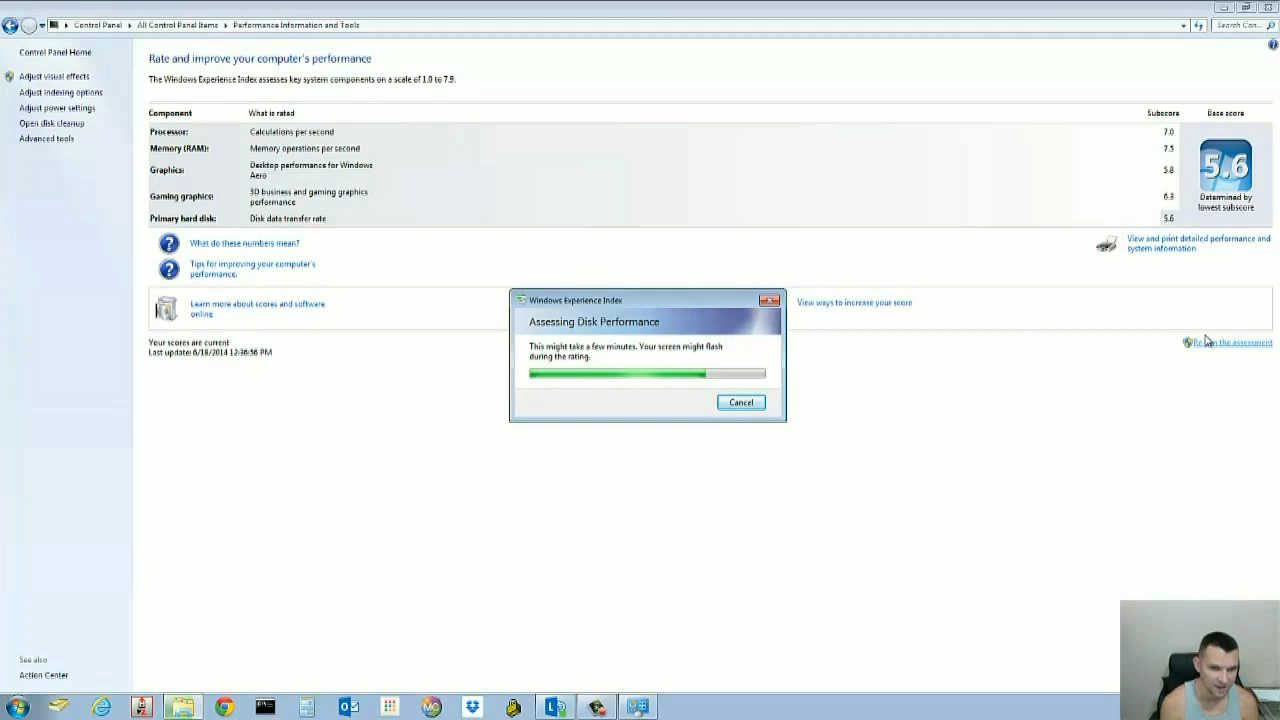 Control Panel ▸ All Control Panel Items ▸ Performance Information and Tools
Search Con...
Control Panel Home
Adjust visual effects
Adjust indexing options
Adjust power settings
Open disk cleanup
Advanced tools
Rate and improve your computer's performance
The Windows Experience Index assesses key system components on a scale of 1.0 to 7.9.
Component What is rated Subscore Base score
Processor: Calculations per second 7.0
Memory (RAM): Memory operations per second 7.5
Graphics: Desktop performance for Windows
Aero 5.8
Gaming graphics: 3D business and gaming graphics
performance 6.3
Primary hard disk: Disk data transfer rate 5.6
5.6
Determined by
lowest subscore
What do these numbers mean?
View and print detailed performance and
system information
Tips for improving your computer's
performance.
Learn more about scores and software
online
View ways to increase your score
Your scores are current
Last update: 6/18/2014 12:36:56 PM
the assessment
Windows Experience Index
Assessing Disk Performance
This might take a few minutes. Your screen might flash
during the rating.
Cancel
See also
Action Center